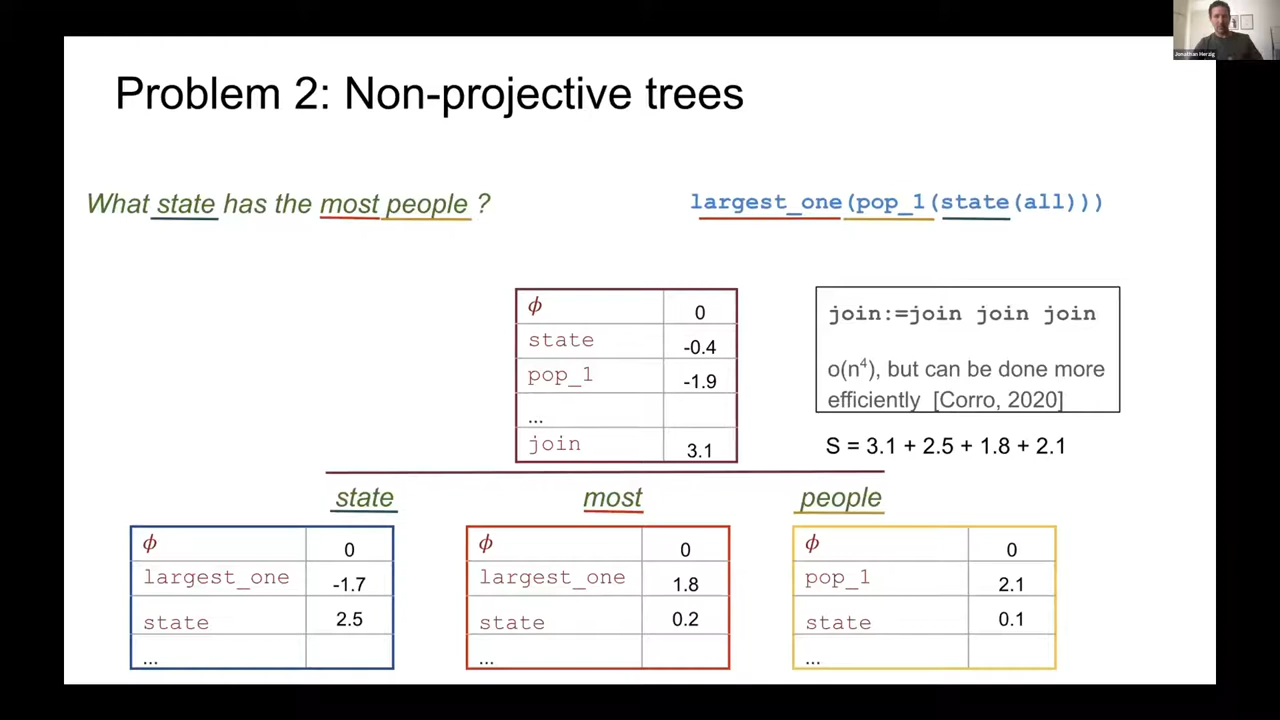 Jonathan Herzig
Problem 2: Non-projective trees
What state has the most people ?
largest_one(pop_1(state(all)))
ϕ 0
state -0.4
pop_1 -1.9
...
join 3.1
join:=join join join
o(n⁴), but can be done more
efficiently [Corro, 2020]
S = 3.1 + 2.5 + 1.8 + 2.1
state
ϕ 0
largest_one -1.7
state 2.5
...
most
ϕ 0
largest_one 1.8
state 0.2
...
people
ϕ 0
pop_1 2.1
state 0.1
...